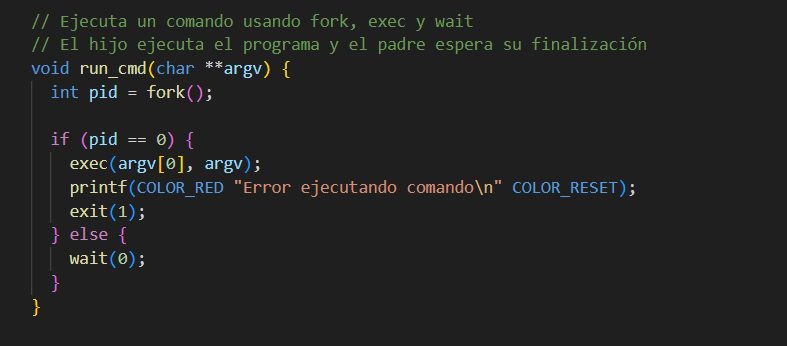 // Ejecuta un comando usando fork, exec y wait
// El hijo ejecuta el programa y el padre espera su finalización
void run_cmd(char **argv) {
  int pid = fork();

  if (pid == 0) {
    exec(argv[0], argv);
    printf(COLOR_RED "Error ejecutando comando\n" COLOR_RESET);
    exit(1);
  } else {
    wait(0);
  }
}